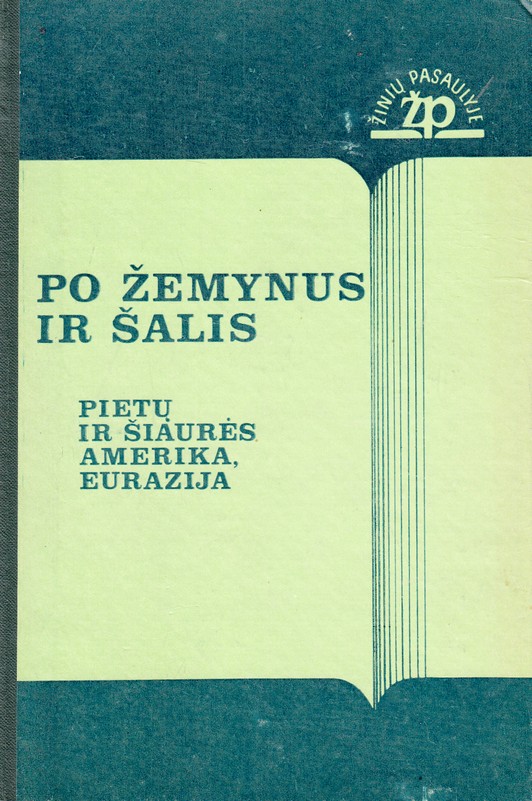 ŽINIŲ PASAULYJE
žp
PO ŽEMYNUS
IR ŠALIS
PIETŲ
IR ŠIAURĖS
AMERIKA,
EURAZIJA